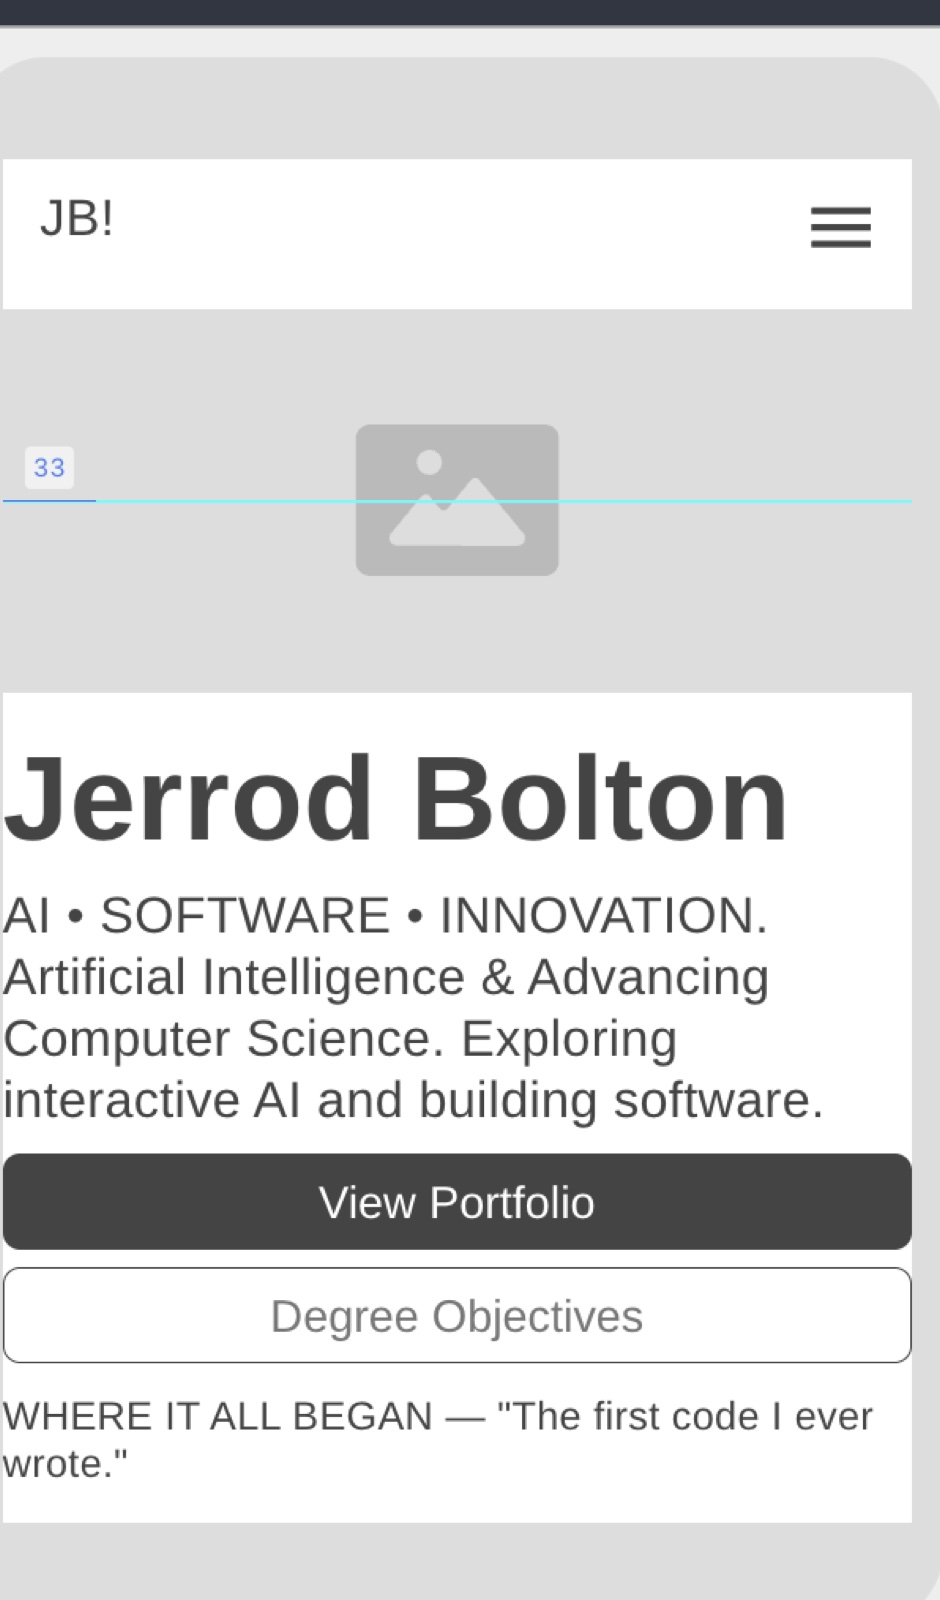 JB!
33
Jerrod Bolton
AI • SOFTWARE • INNOVATION.
Artificial Intelligence & Advancing
Computer Science. Exploring
interactive AI and building software.
View Portfolio
Degree Objectives
WHERE IT ALL BEGAN — "The first code I ever
wrote."